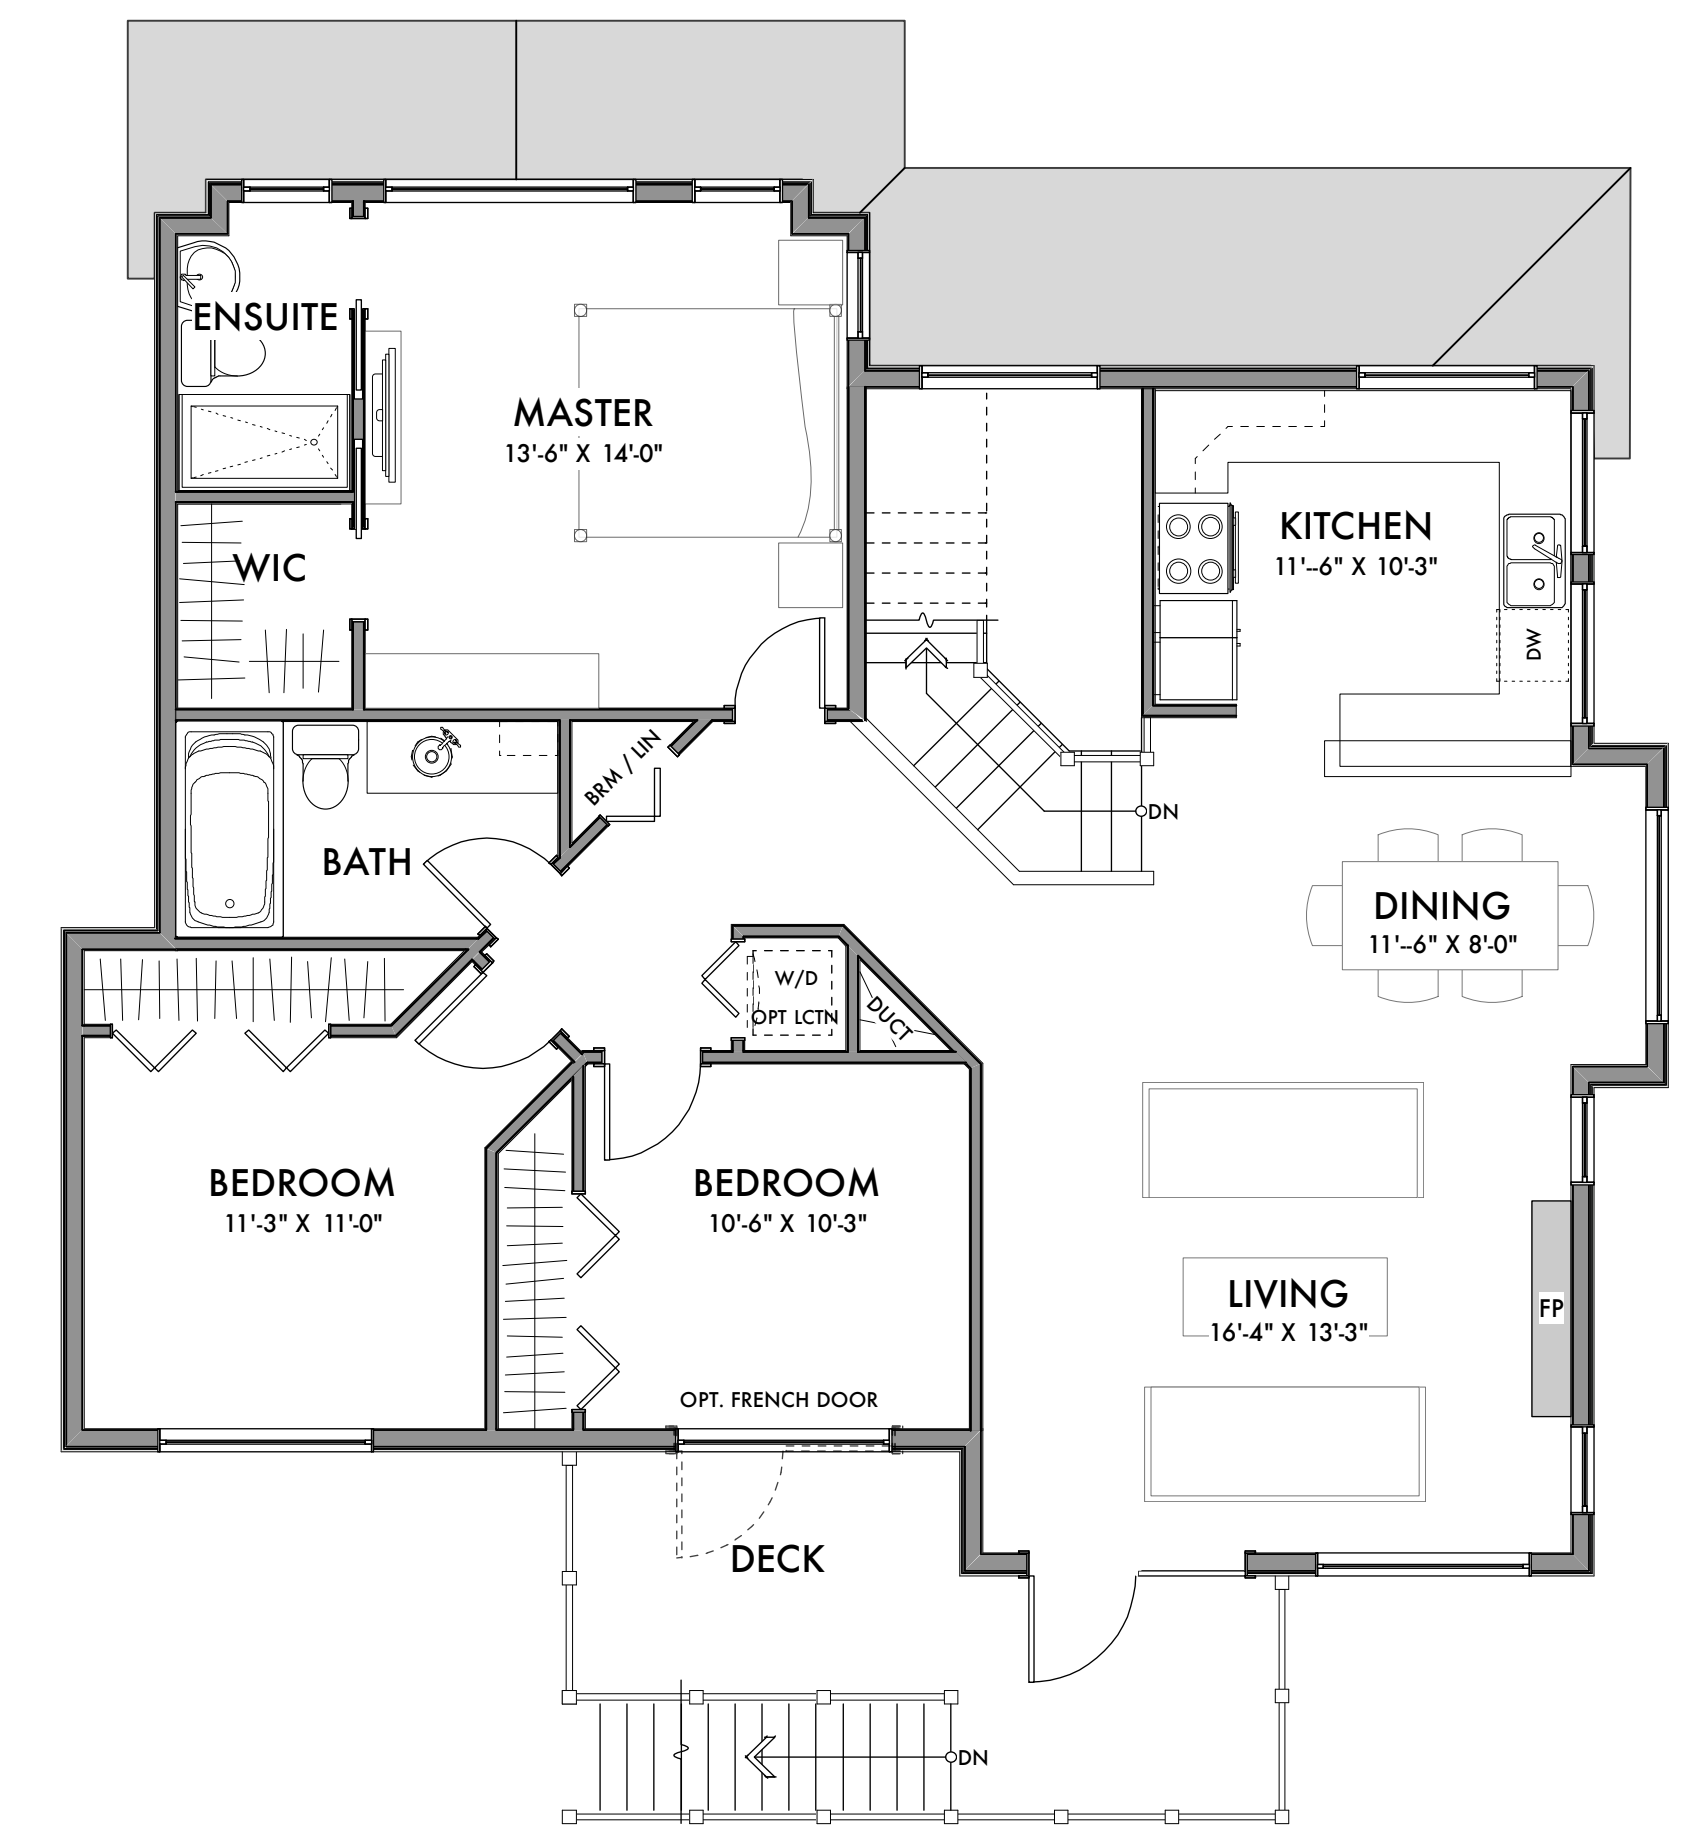 ENSUITE
MASTER
13'-6" X 14'-0"
WIC
KITCHEN
11'--6" X 10'-3"
DW
BRM / LIN
BATH
DN
DINING
11'--6" X 8'-0"
W/D
OPT LCTN
DUCT
BEDROOM
11'-3" X 11'-0"
BEDROOM
10'-6" X 10'-3"
LIVING
16'-4" X 13'-3"
FP
OPT. FRENCH DOOR
DECK
DN